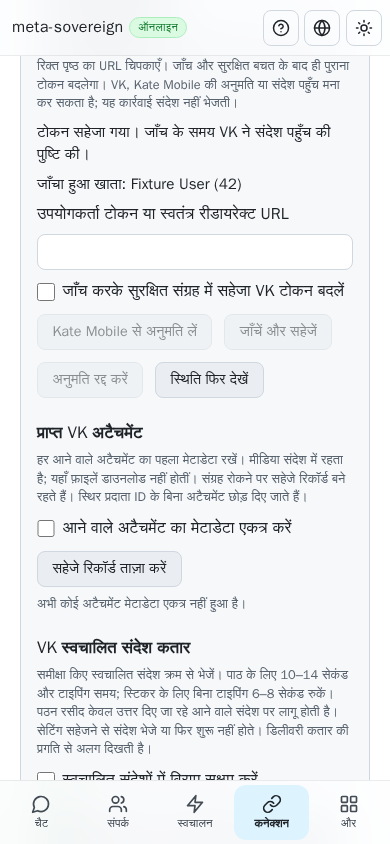 meta-sovereign ऑनलाइन
रिक्त पृष्ठ का URL चिपकाएँ। जाँच और सुरक्षित बचत के बाद ही पुराना
टोकन बदलेगा। VK, Kate Mobile की अनुमति या संदेश पहुँच मना
कर सकता है; यह कार्रवाई संदेश नहीं भेजती।
टोकन सहेजा गया। जाँच के समय VK ने संदेश पहुँच की
पुष्टि की।
जाँचा हुआ खाता: Fixture User (42)
उपयोगकर्ता टोकन या स्वतंत्र रीडायरेक्ट URL
जाँच करके सुरक्षित संग्रह में सहेजा VK टोकन बदलें
Kate Mobile से अनुमति लें
जाँचें और सहेजें
अनुमति रद्द करें
स्थिति फिर देखें
प्राप्त VK अटैचमेंट
हर आने वाले अटैचमेंट का पहला मेटाडेटा रखें। मीडिया संदेश में रहता
है; यहाँ फ़ाइलें डाउनलोड नहीं होतीं। संग्रह रोकने पर सहेजे रिकॉर्ड बने
रहते हैं। स्थिर प्रदाता ID के बिना अटैचमेंट छोड़ दिए जाते हैं।
आने वाले अटैचमेंट का मेटाडेटा एकत्र करें
सहेजे रिकॉर्ड ताज़ा करें
अभी कोई अटैचमेंट मेटाडेटा एकत्र नहीं हुआ है।
VK स्वचालित संदेश कतार
समीक्षा किए स्वचालित संदेश क्रम से भेजें। पाठ के लिए 10–14 सेकंड
और टाइपिंग समय; स्टिकर के लिए बिना टाइपिंग 6–8 सेकंड रुकें।
पठन रसीद केवल उत्तर दिए जा रहे आने वाले संदेश पर लागू होती है।
सेटिंग सहेजने से संदेश भेजे या फिर शुरू नहीं होते। डिलीवरी कतार की
प्रगति से अलग दिखती है।
स्वचालित संदेशों में विराम सक्षम करें
चैट
संपर्क
स्वचालन
कनेक्शन
और